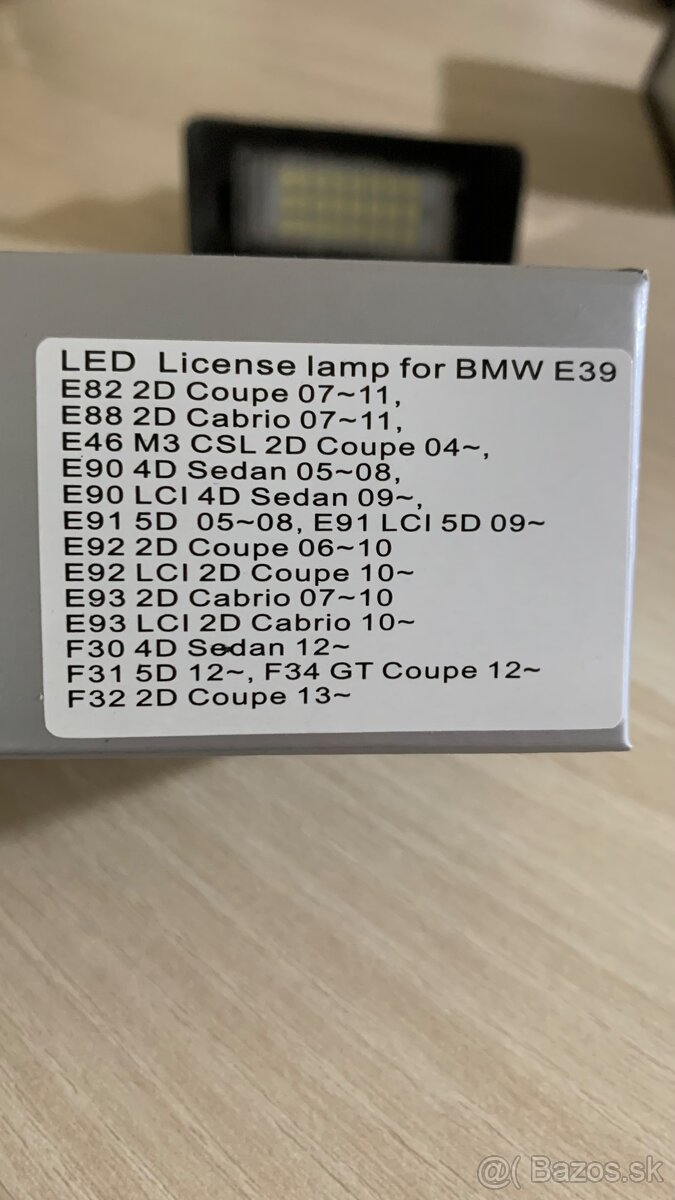 LED License lamp for BMW E39
E82 2D Coupe 07~11,
E88 2D Cabrio 07~11,
E46 M3 CSL 2D Coupe 04~,
E90 4D Sedan 05~08,
E90 LCI 4D Sedan 09~,
E91 5D 05~08, E91 LCI 5D 09~
E92 2D Coupe 06~10
E92 LCI 2D Coupe 10~
E93 2D Cabrio 07~10
E93 LCI 2D Cabrio 10~
F30 4D Sedan 12~
F31 5D 12~, F34 GT Coupe 12~
F32 2D Coupe 13~
@( Bazos.sk